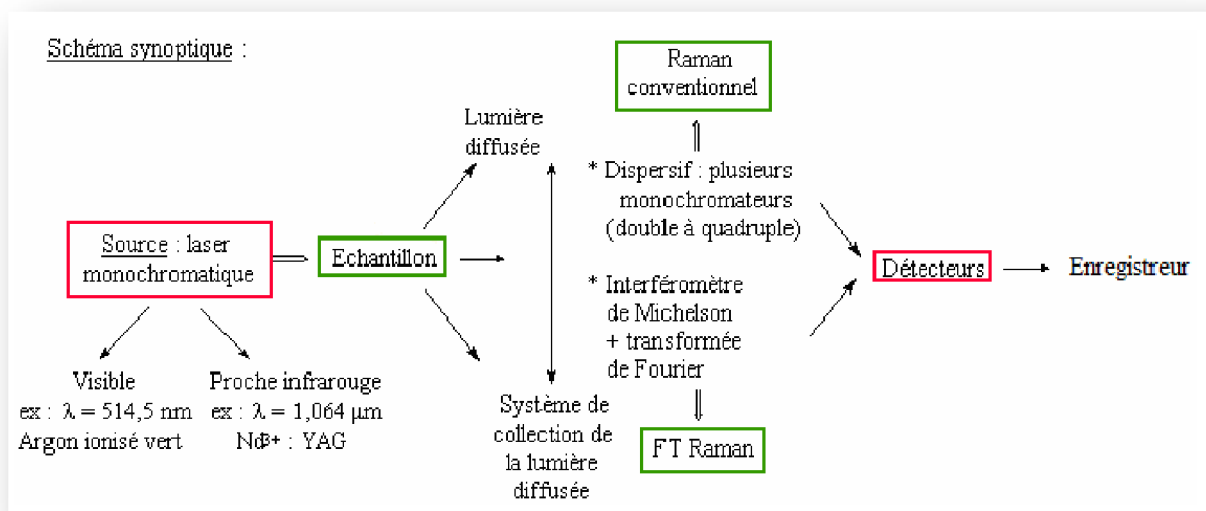 Schéma synoptique :
Raman
conventionnel
Lumière
diffusée
* Dispersif : plusieurs
monochromateurs
(double à quadruple)
Source : laser
monochromatique
Echantillon
Détecteurs
Enregistreur
* Interféromètre
de Michelson
+ transformée
de Fourier
Visible
ex : λ = 514,5 nm
Argon ionisé vert
Proche infrarouge
ex : λ = 1,064 µm
Nd3+ : YAG
Système de
collection de
la lumière
diffusée
FT Raman